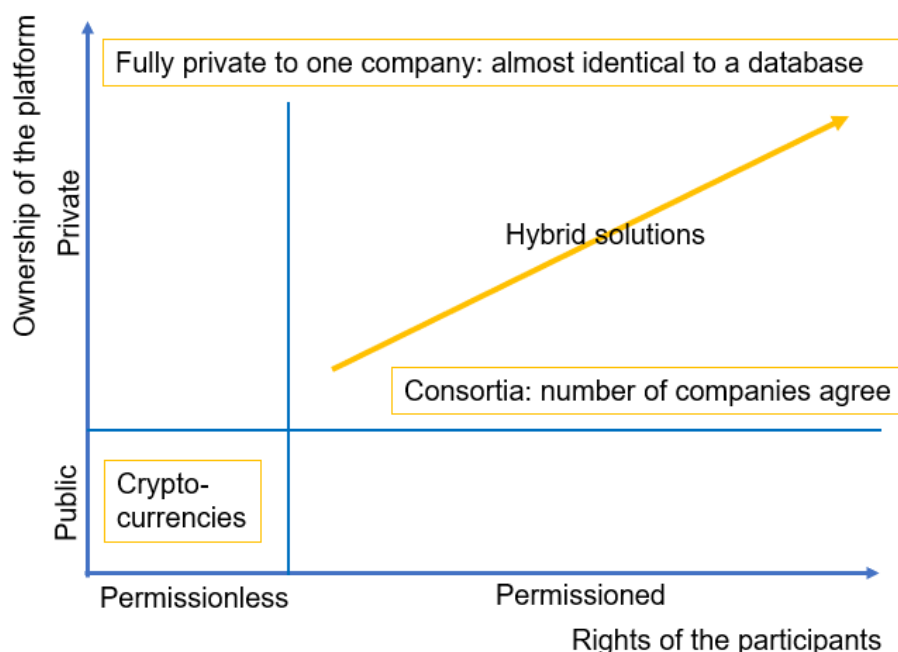 Ownership of the platform
Private
Public
Fully private to one company: almost identical to a database
Hybrid solutions
Consortia: number of companies agree
Crypto-
currencies
Permissionless
Permissioned
Rights of the participants